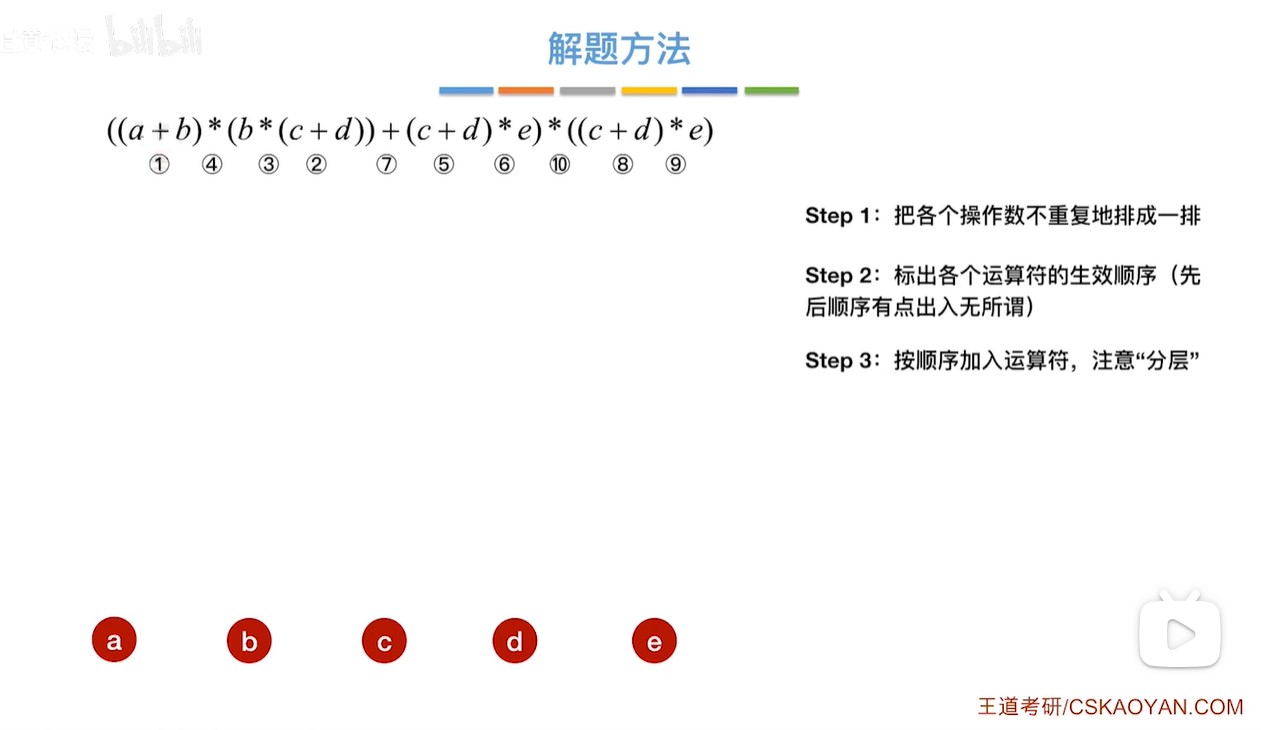 bilibili
解题方法
((a+b)*(b*(c+d))+(c+d)*e)*((c+d)*e)
① ④ ③ ② ⑦ ⑤ ⑥ ⑩ ⑧ ⑨
Step 1：把各个操作数不重复地排成一排
Step 2：标出各个运算符的生效顺序（先
后顺序有点出入无所谓）
Step 3：按顺序加入运算符，注意“分层”
a b c d e
王道考研/CSKAOYAN.COM